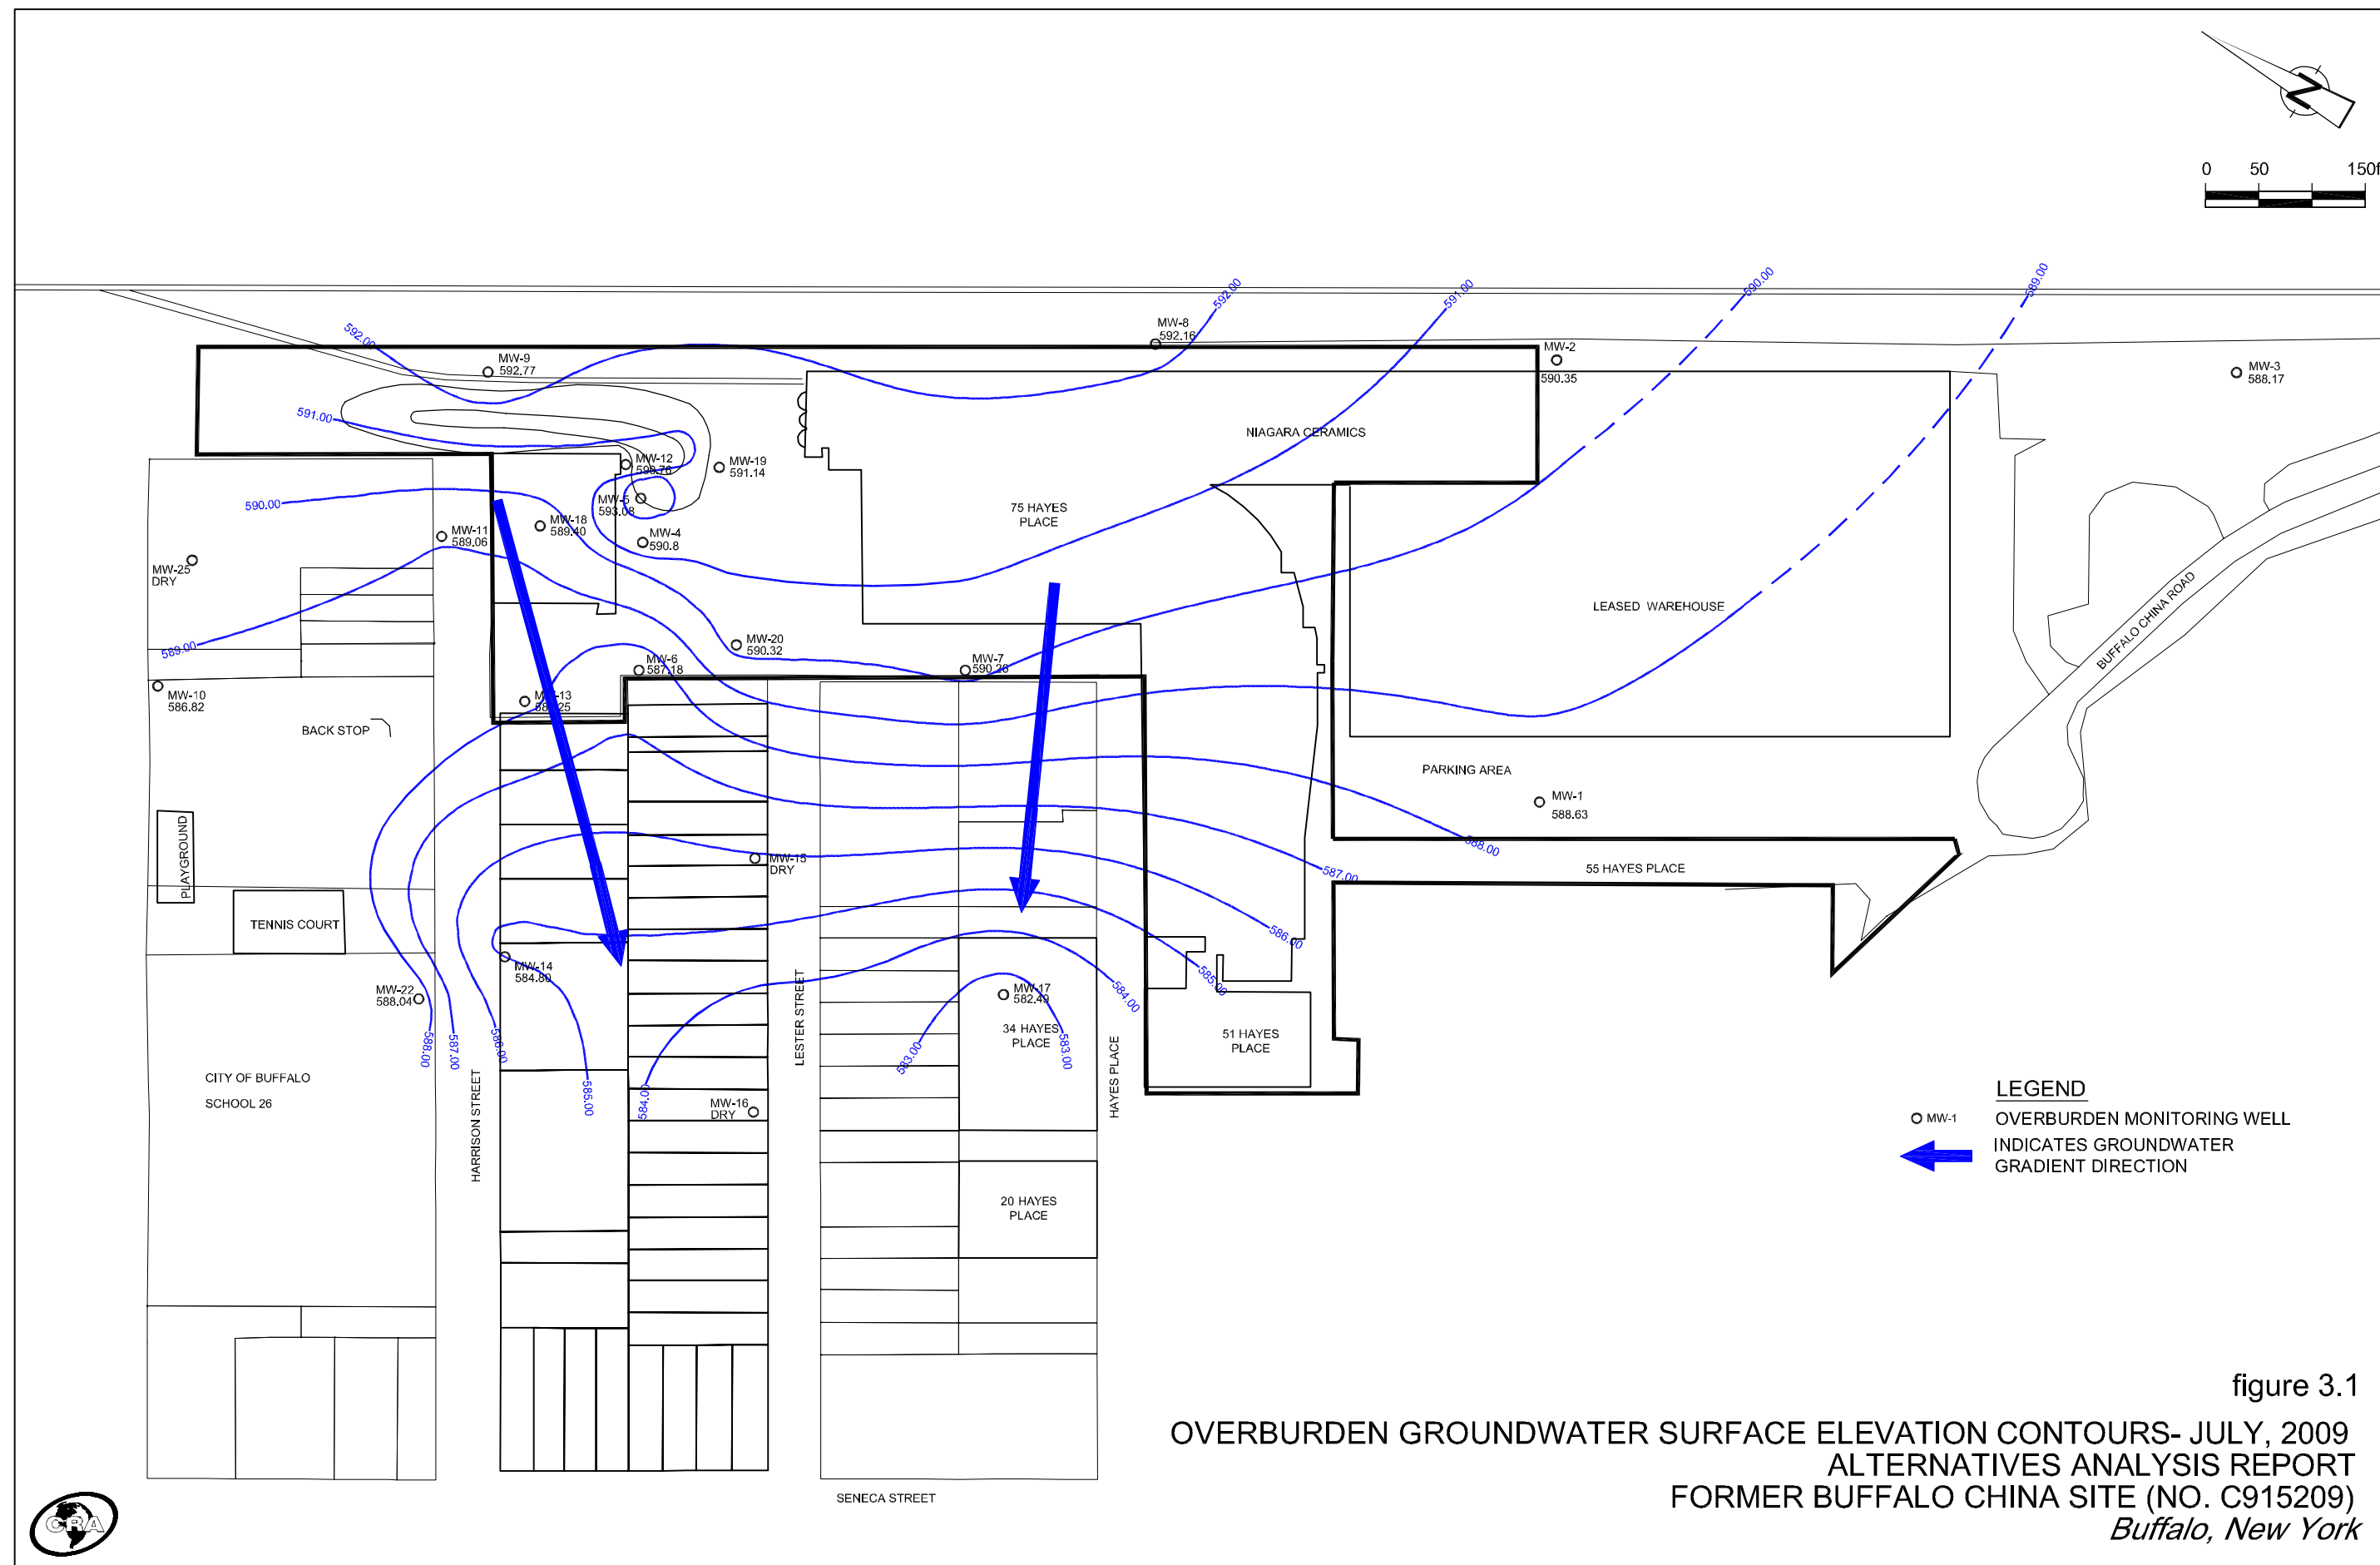 N
0 50 150f
592.00
591.00
590.00
589.00
592.00
MW-8
592.16
MW-9
592.77
MW-2
590.35
MW-3
588.17
591.00
NIAGARA CERAMICS
MW-12
590.76
MW-19
591.14
MW-5
593.08
590.00
75 HAYES
PLACE
MW-18
589.40
MW-11
589.06
MW-4
590.8
MW-25
DRY
LEASED WAREHOUSE
BUFFALO CHINA ROAD
589.00
MW-20
590.32
MW-6
587.18
MW-7
590.26
MW-10
586.82
MW-13
BACK STOP
PARKING AREA
MW-1
588.63
PLAYGROUND
588.00
MW-15
DRY
587.00
55 HAYES PLACE
TENNIS COURT
586.00
MW-14
584.80
585.00
MW-22
588.04
584.00
MW-17
582.49
LESTER STREET
34 HAYES
PLACE
51 HAYES
PLACE
588.00
587.00
586.00
583.00
583.00
HAYES PLACE
CITY OF BUFFALO
SCHOOL 26
HARRISON STREET
585.00
584.00
MW-16
DRY
LEGEND
MW-1 OVERBURDEN MONITORING WELL
INDICATES GROUNDWATER
GRADIENT DIRECTION
20 HAYES
PLACE
SENECA STREET
figure 3.1
OVERBURDEN GROUNDWATER SURFACE ELEVATION CONTOURS- JULY, 2009
ALTERNATIVES ANALYSIS REPORT
FORMER BUFFALO CHINA SITE (NO. C915209)
Buffalo, New York
CRA